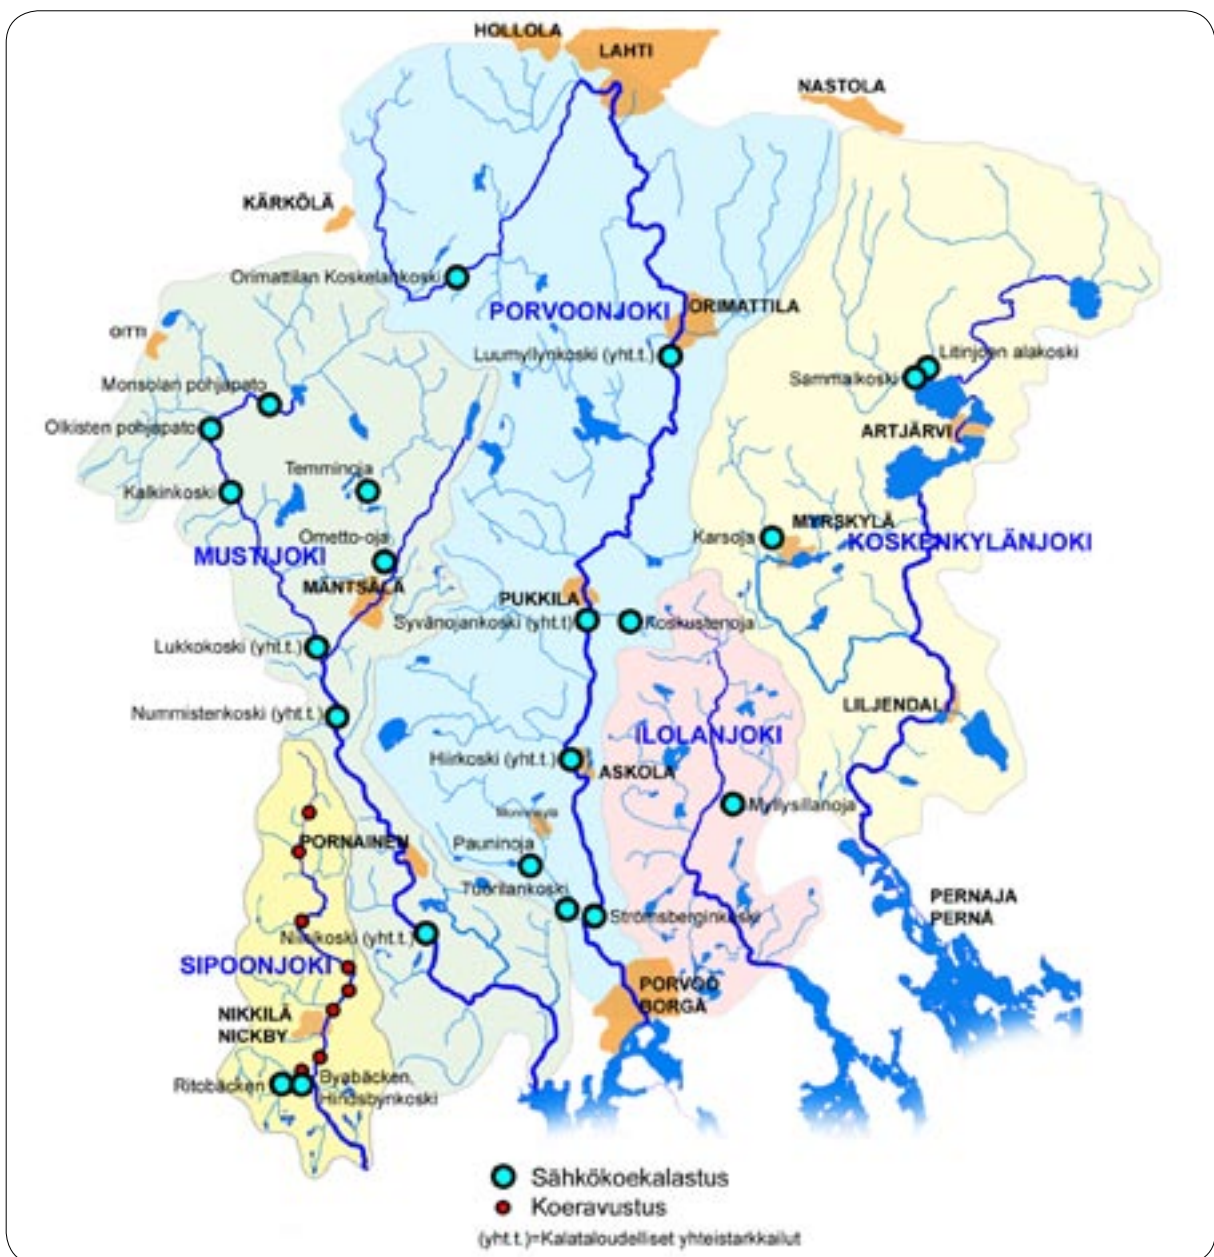 HOLLOLA
LAHTI
NASTOLA
KÄRKÖLÄ
Orimattilan Koskelankoski
PORVOONJOKI
ORIMATTILA
OITTI
Luumyllynkoski (yht.t.)
Litinjoen alakoski
Sammalkoski
Monsolan pohjapato
Olkisten pohjapato
ARTJÄRVI
Temminoja
Kalkinkoski
MYRSKYLÄ
Karsoja
KOSKENKYLÄNJOKI
Ometto-oja
MUSTIJOKI
MÄNTSÄLÄ
PUKKILA
Syvänojankoski (yht.t)
Koskustenoja
Lukkokoski (yht.t.)
LILJENDAL
Nummistenkoski (yht.t.)
ILOLANJOKI
Hiirkoski (yht.t.)
ASKOLA
Myllysillanoja
PORNAINEN
Pauninoja
Tuorilankoski
PERNAJA
PERNÅ
Strömsberginkoski
Niinikoski (yht.t.)
SIPOONJOKI
PORVOO
BORGÅ
NIKKILÄ
NICKBY
Ritobäcken
Byabäcken,
Hindsbynkoski
Sähkökoekalastus
Koeravustus
(yht.t.)=Kalataloudelliset yhteistarkkailut